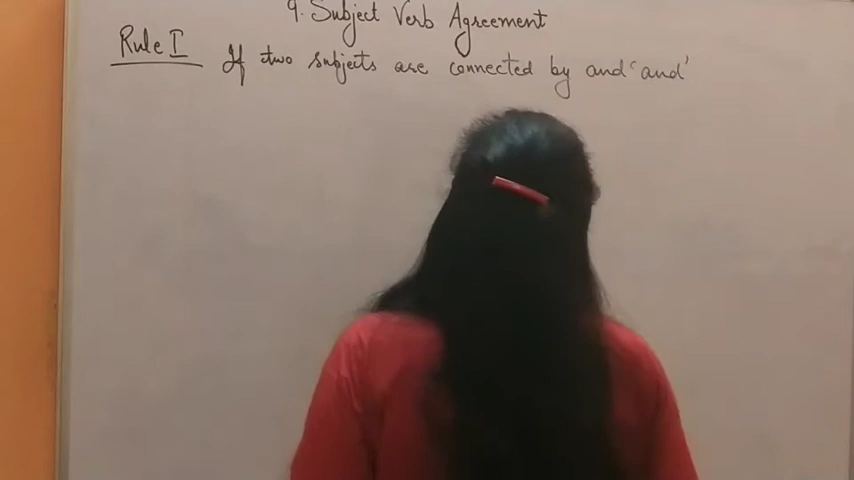 9. Subject Verb Agreement
Rule I If two subjects are connected by and 'and'